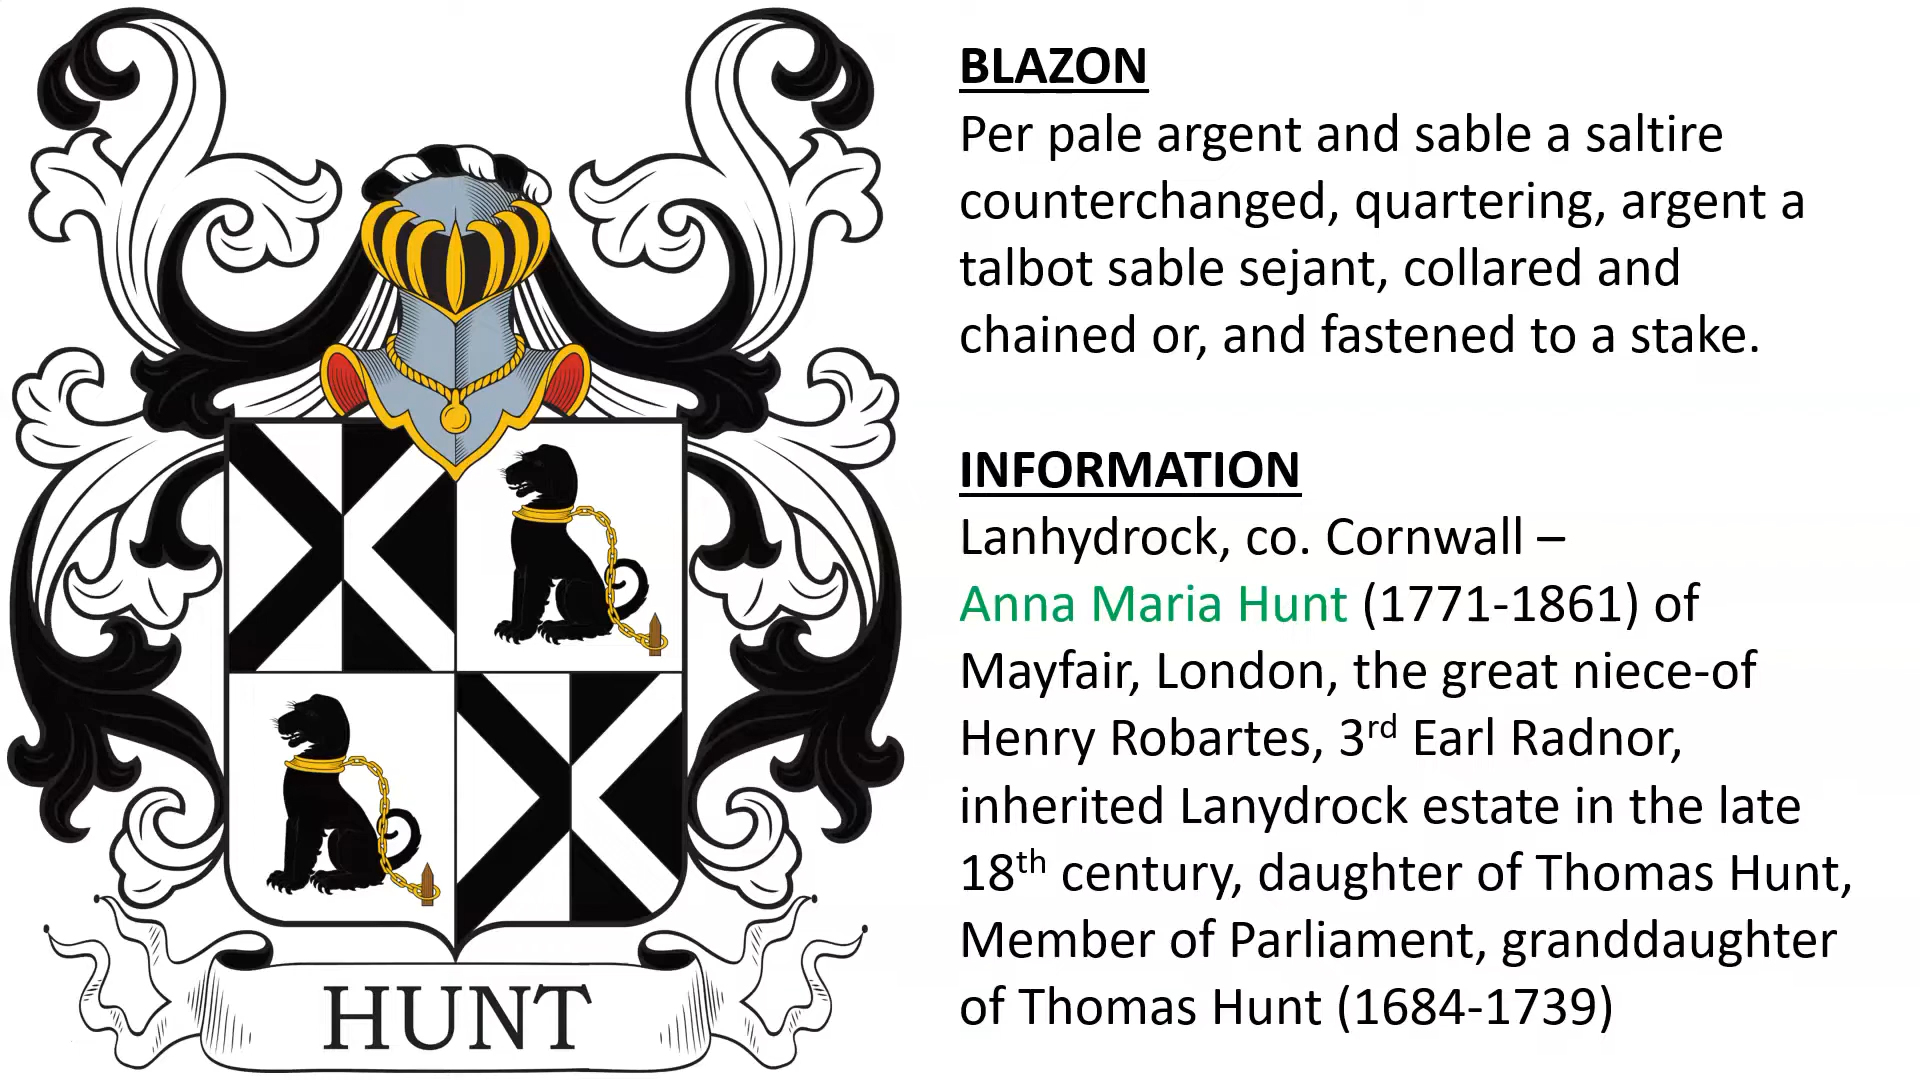 BLAZON
Per pale argent and sable a saltire
counterchanged, quartering, argent a
talbot sable sejant, collared and
chained or, and fastened to a stake.
INFORMATION
Lanhydrock, co. Cornwall –
Anna Maria Hunt (1771-1861) of
Mayfair, London, the great niece-of
Henry Robartes, 3rd Earl Radnor,
inherited Lanydrock estate in the late
18th century, daughter of Thomas Hunt,
Member of Parliament, granddaughter
of Thomas Hunt (1684-1739)
HUNT